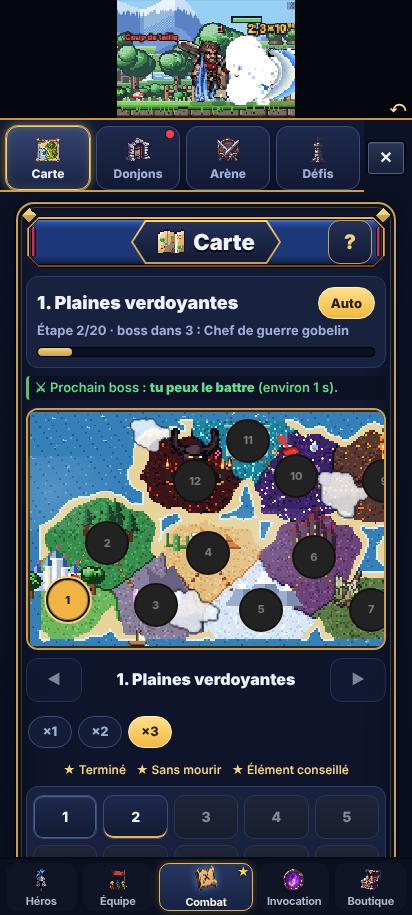 Coup de taille
2,3×10
Carte
Donjons
Arène
Défis
×
Carte
?
1. Plaines verdoyantes
Auto
Étape 2/20 · boss dans 3 : Chef de guerre gobelin
⚔ Prochain boss : tu peux le battre (environ 1 s).
11
12
10
9
2
4
6
1
3
5
7
◀ 1. Plaines verdoyantes ▶
×1 ×2 ×3
★ Terminé ★ Sans mourir ★ Élément conseillé
1 2 3 4 5
Héros
Équipe
Combat
Invocation
Boutique